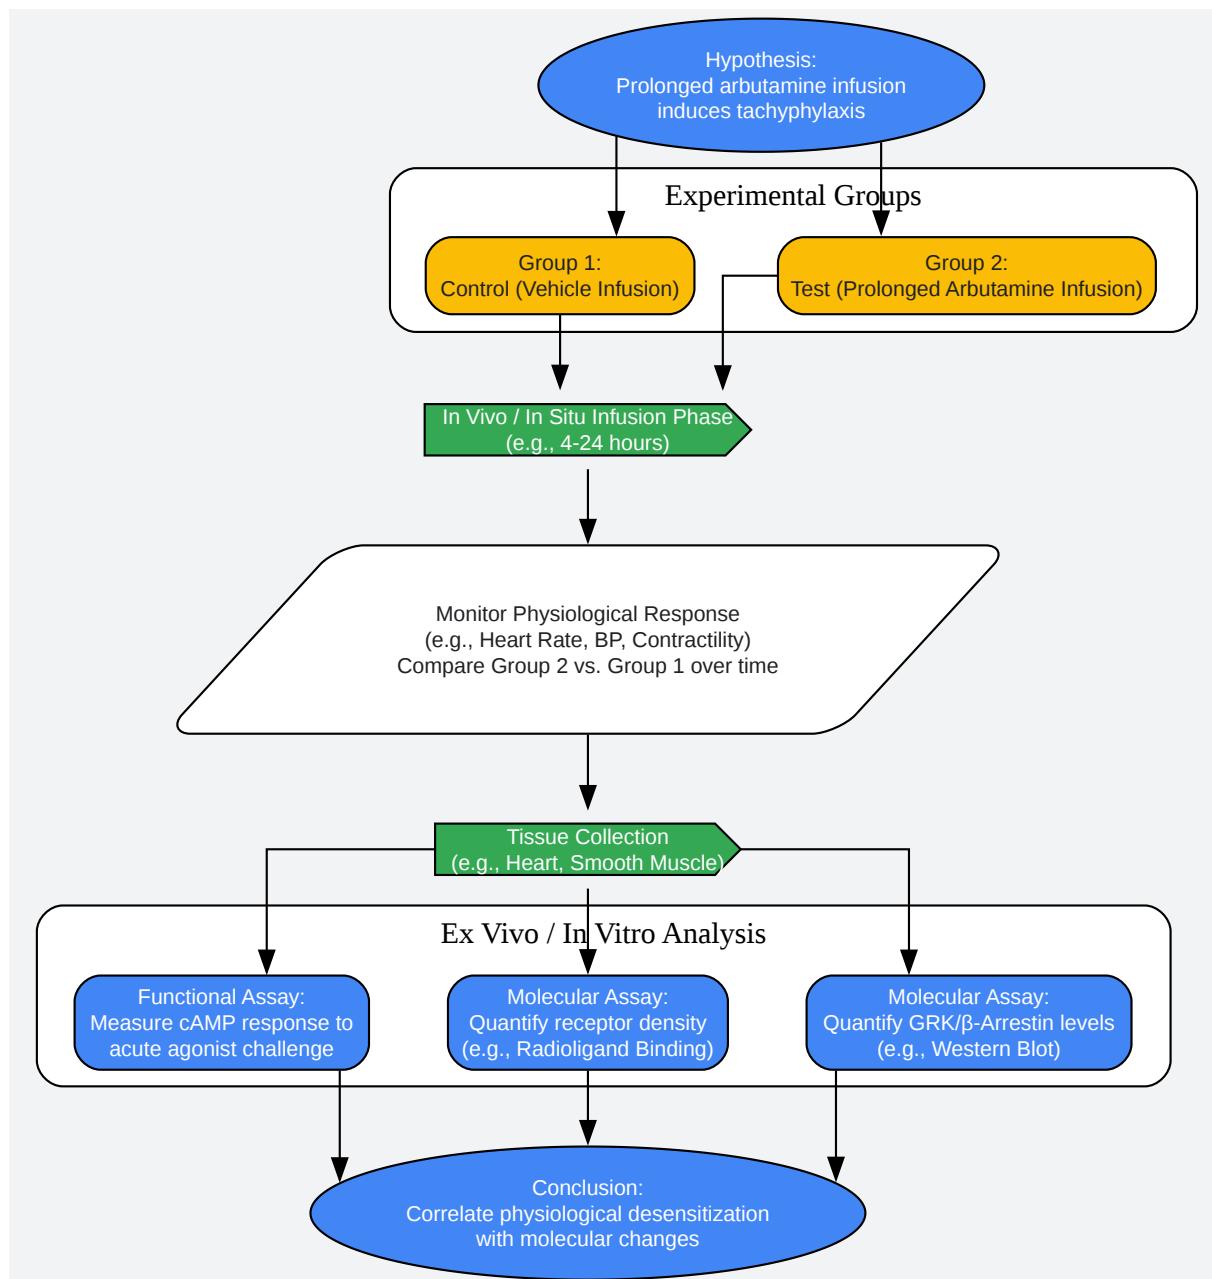 Hypothesis:
Prolonged arbutamine infusion
induces tachyphylaxis
Experimental Groups
Group 1:
Control (Vehicle Infusion)
Group 2:
Test (Prolonged Arbutamine Infusion)
In Vivo / In Situ Infusion Phase
(e.g., 4-24 hours)
Monitor Physiological Response
(e.g., Heart Rate, BP, Contractility)
Compare Group 2 vs. Group 1 over time
Tissue Collection
(e.g., Heart, Smooth Muscle)
Ex Vivo / In Vitro Analysis
Functional Assay:
Measure cAMP response to
acute agonist challenge
Molecular Assay:
Quantify receptor density
(e.g., Radioligand Binding)
Molecular Assay:
Quantify GRK/β-Arrestin levels
(e.g., Western Blot)
Conclusion:
Correlate physiological desensitization
with molecular changes